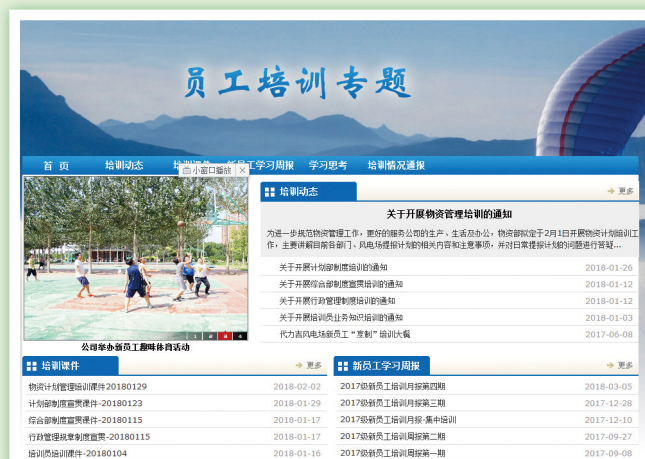 员工培训专题
首 页 培训动态 培训课件 新员工学习周报 学习思考 培训情况通报
小窗口播放 ×
培训动态 更多
关于开展物资管理培训的通知
为进一步规范物资管理工作，更好的服务公司的生产、生活及办公，物资部拟定于2月1日开展物资计划培训工
作，主要讲解目前各部门、风电场提报计划的相关内容和注意事项，并对日常提报计划的问题进行答疑...
关于开展计划部制度培训的通知 2018-01-26
关于开展综合部制度宣贯培训的通知 2018-01-12
关于开展行政管理制度培训的通知 2018-01-12
关于开展培训员业务知识培训的通知 2018-01-03
代力吉风电场新员工“烹制”培训大餐 2017-06-08
1 2 3 4
公司举办新员工趣味体育活动
培训课件 更多
物资计划管理培训课件20180129 2018-02-02
计划部制度宣贯课件-20180123 2018-01-29
综合部制度宣贯课件-20180115 2018-01-17
行政管理规章制度宣贯-20180115 2018-01-17
培训员培训课件-20180104 2018-01-16
新员工学习周报 更多
2017级新员工培训月报第四期 2018-03-05
2017级新员工培训月报第三期 2017-12-28
2017级新员工培训月报-集中培训 2017-12-10
2017级新员工培训周报第二期 2017-09-27
2017级新员工培训周报第一期 2017-09-08